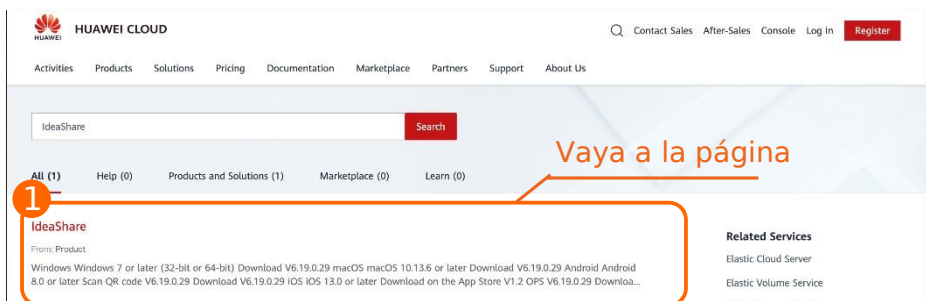 HUAWEI
HUAWEI CLOUD
Contact Sales After-Sales Console Log In Register
Activities Products Solutions Pricing Documentation Marketplace Partners Support About Us
IdeaShare Search
Vaya a la página
All (1) Help (0) Products and Solutions (1) Marketplace (0) Learn (0)
1
IdeaShare
From: Product
Windows Windows 7 or later (32-bit or 64-bit) Download V6.19.0.29 macOS macOS 10.13.6 or later Download V6.19.0.29 Android Android
8.0 or later Scan QR code V6.19.0.29 Download V6.19.0.29 iOS iOS 13.0 or later Download on the App Store V1.2 OPS V6.19.0.29 Downloa...
Related Services
Elastic Cloud Server
Elastic Volume Service